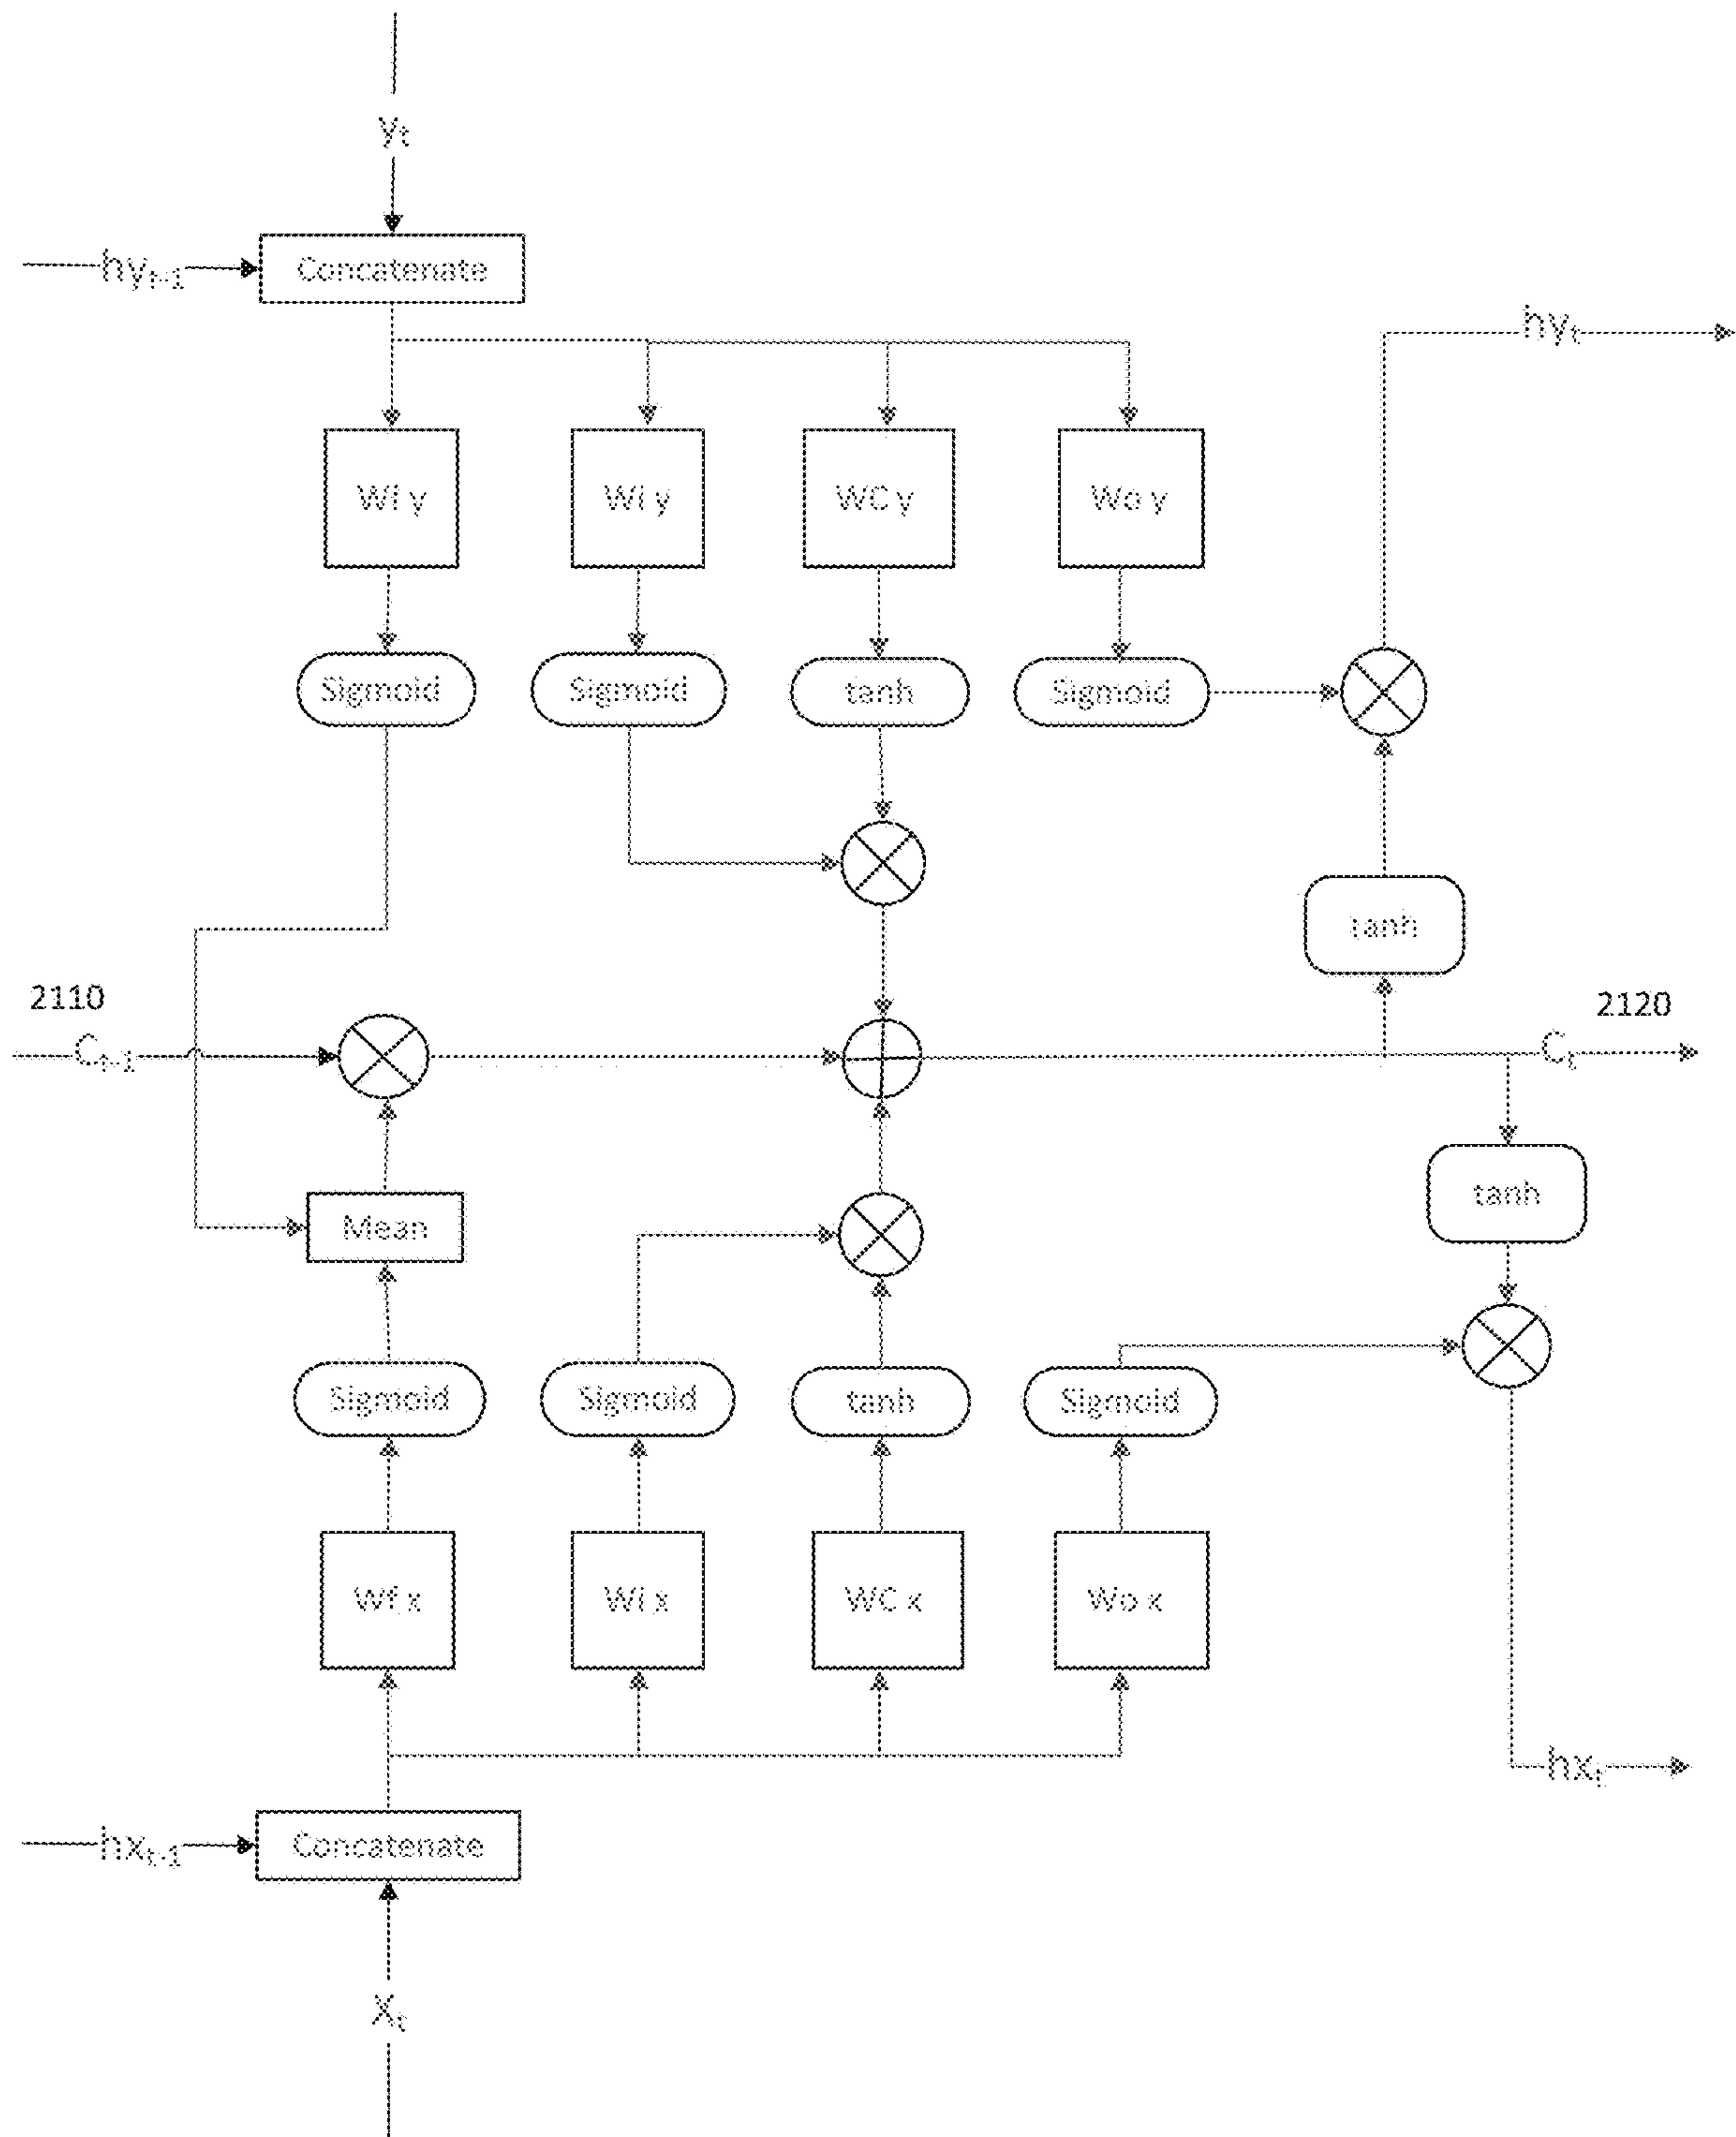 yt
hyt-1
Concatenate
hyt
Wf y
Wi y
WC y
Wo y
Sigmoid
Sigmoid
tanh
Sigmoid
tanh
2110
Ct-1
2120
Ct
tanh
Mean
Sigmoid
Sigmoid
tanh
Sigmoid
Wf x
Wi x
WC x
Wo x
hxt
hxt-1
Concatenate
Xt